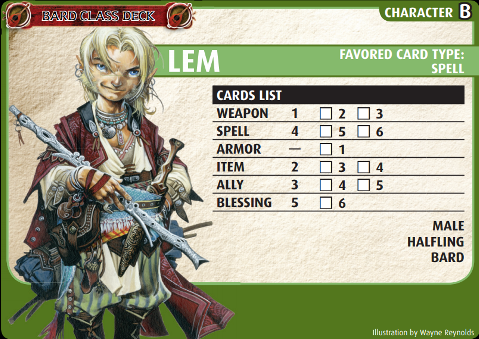 BARD CLASS DECK
CHARACTER B
LEM
FAVORED CARD TYPE:
SPELL
CARDS LIST
WEAPON 1 □ 2 □ 3
SPELL 4 □ 5 □ 6
ARMOR — □ 1
ITEM 2 □ 3 □ 4
ALLY 3 □ 4 □ 5
BLESSING 5 □ 6
MALE
HALFLING
BARD
Illustration by Wayne Reynolds